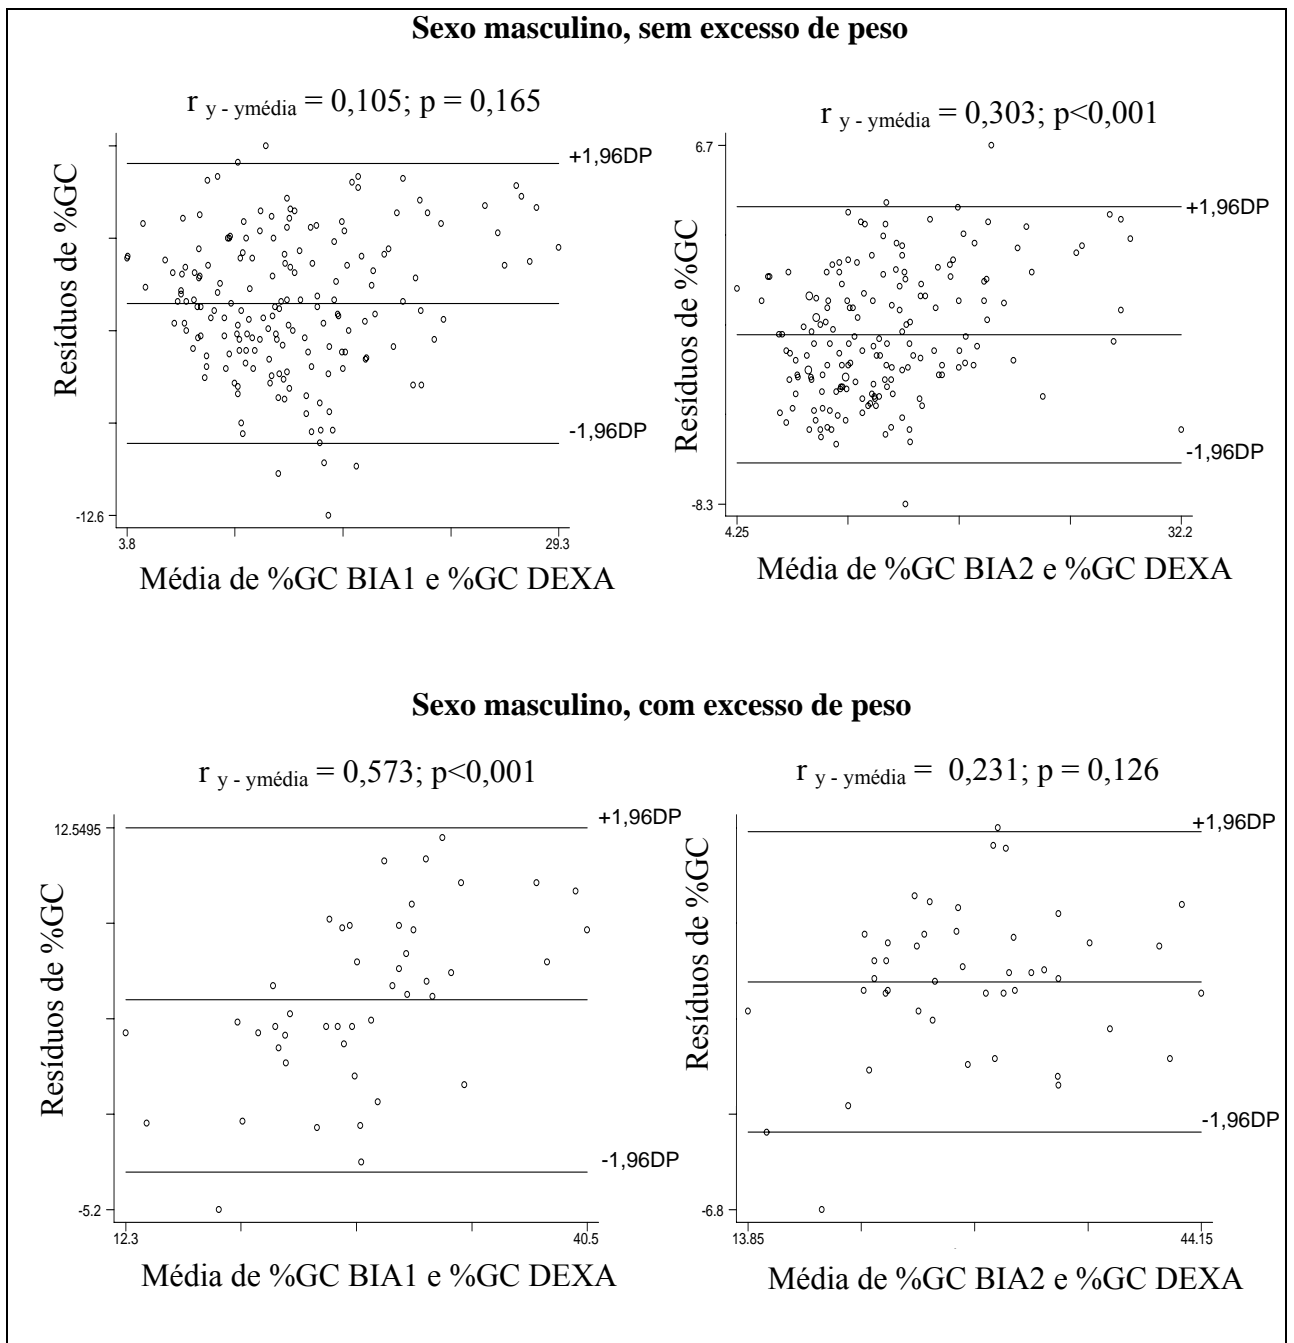 Sexo masculino, sem excesso de peso
r y - ymédia = 0,105; p = 0,165
Resíduos de %GC
+1,96DP
-1,96DP
-12.6
3.8
29.3
Média de %GC BIA1 e %GC DEXA
r y - ymédia = 0,303; p<0,001
Resíduos de %GC
6.7
+1,96DP
-1,96DP
-8.3
4.25
32.2
Média de %GC BIA2 e %GC DEXA
Sexo masculino, com excesso de peso
r y - ymédia = 0,573; p<0,001
Resíduos de %GC
12.5495
+1,96DP
-1,96DP
-5.2
12.3
40.5
Média de %GC BIA1 e %GC DEXA
r y - ymédia = 0,231; p = 0,126
Resíduos de %GC
+1,96DP
-1,96DP
-6.8
13.85
44.15
Média de %GC BIA2 e %GC DEXA